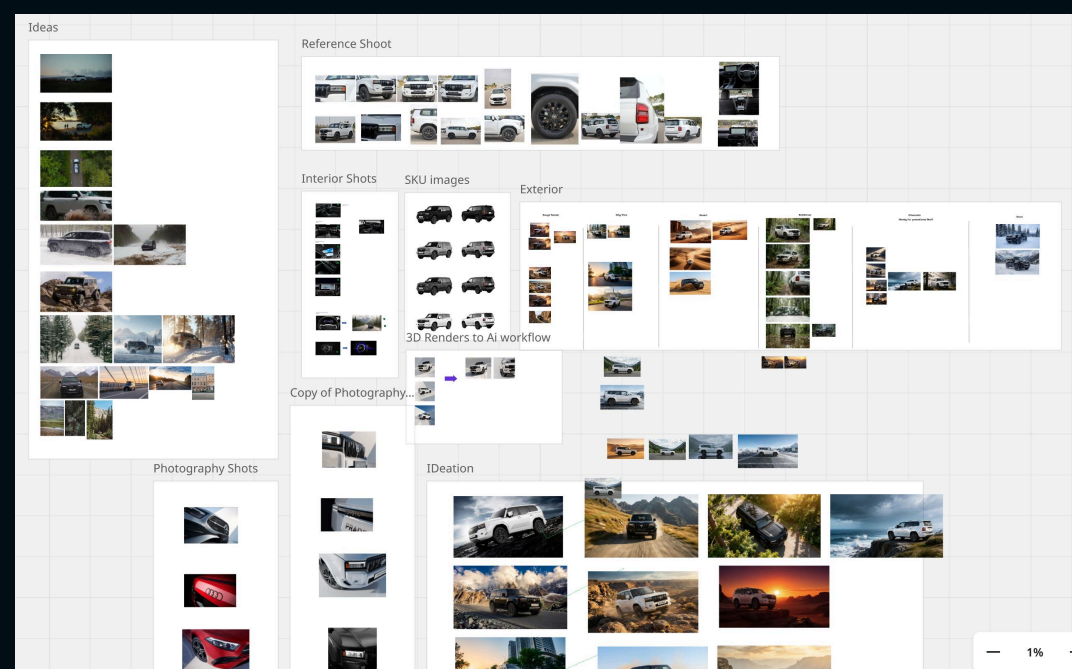 Ideas
Reference Shoot
Interior Shots
SKU images
Exterior
3D Renders to Ai workflow
Copy of Photography...
Photography Shots
IDeation
1%